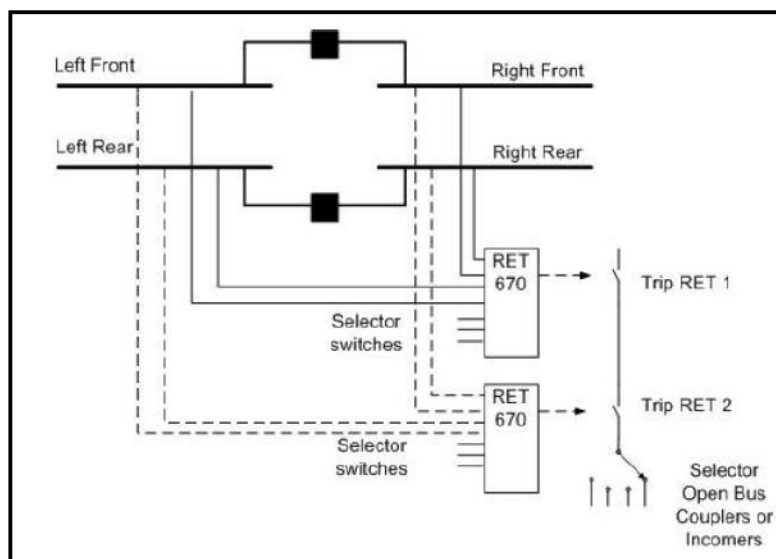 Left Front
Right Front
Left Rear
Right Rear
RET
670
Trip RET 1
Selector
switches
RET
670
Trip RET 2
Selector
switches
Selector
Open Bus
Couplers or
Incomers